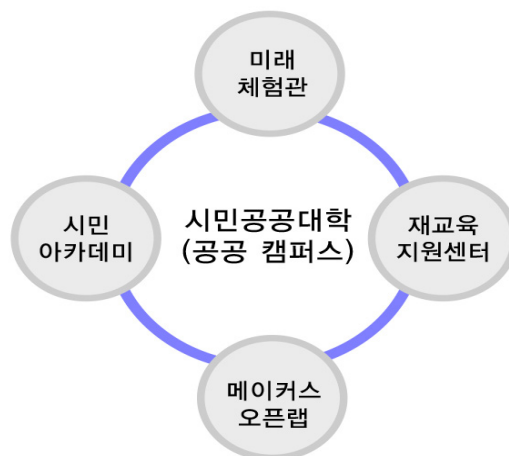 미래
체험관
시민
아카데미
시민공공대학
(공공 캠퍼스)
재교육
지원센터
메이커스
오픈랩